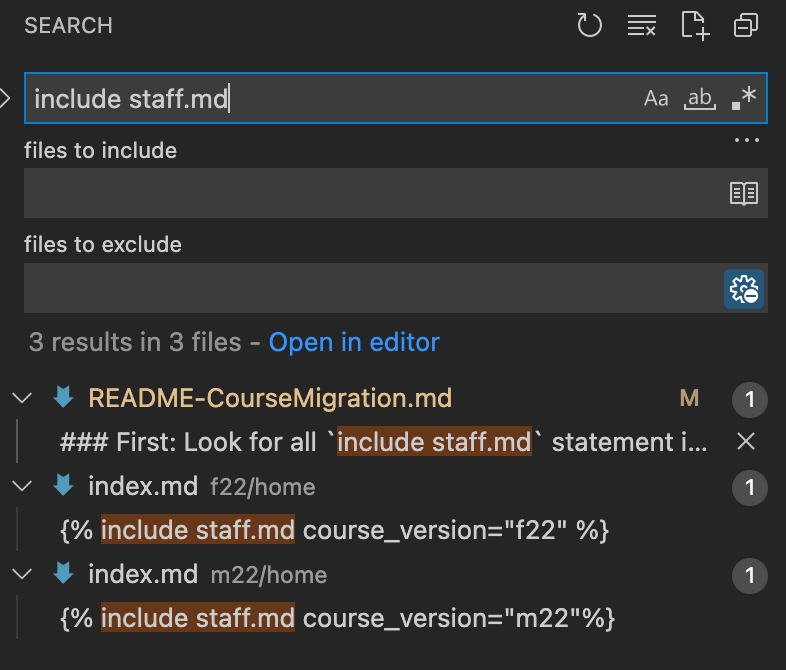 SEARCH
include staff.md
Aa ab .*
files to include
...
files to exclude
3 results in 3 files - Open in editor
README-CourseMigration.md M 1
### First: Look for all `include staff.md` statement i...
index.md f22/home 1
{% include staff.md course_version="f22" %}
index.md m22/home 1
{% include staff.md course_version="m22"%}